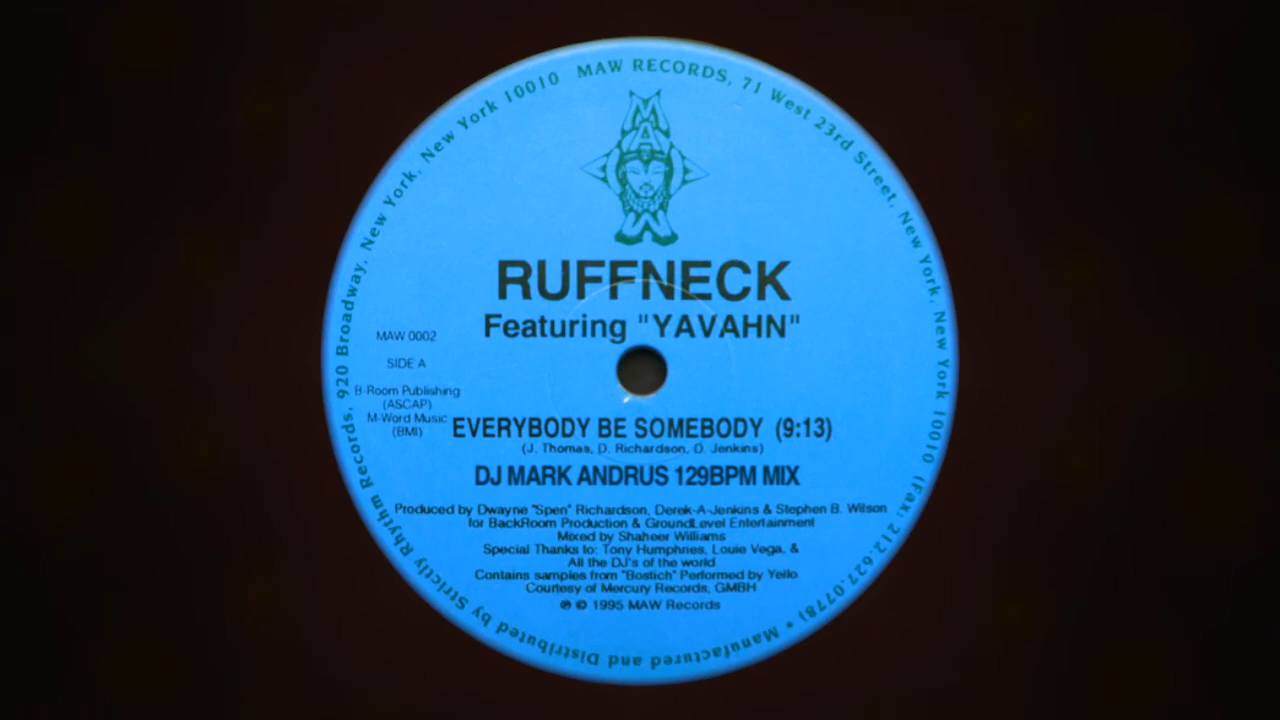 MAW RECORDS, 71 West 23rd Street, New York, New York 10010 (Fax: 212.627.0778) • Manufactured and Distributed by Strictly Rhythm Records, 920 Broadway, New York, New York 10010
MAW
RUFFNECK
Featuring "YAVAHN"
MAW 0002
SIDE A
B-Room Publishing
(ASCAP)
M-Word Music
(BMI)
EVERYBODY BE SOMEBODY (9:13)
(J. Thomas, D. Richardson, D. Jenkins)
DJ MARK ANDRUS 129BPM MIX
Produced by Dwayne "Spen" Richardson, Derek-A-Jenkins & Stephen B. Wilson
for BackRoom Production & GroundLevel Entertainment
Mixed by Shaheer Williams
Special Thanks to: Tony Humphries, Louie Vega, &
All the DJ's of the world
Contains samples from "Bostich" Performed by Yello
Courtesy of Mercury Records, GMBH
℗ © 1995 MAW Records